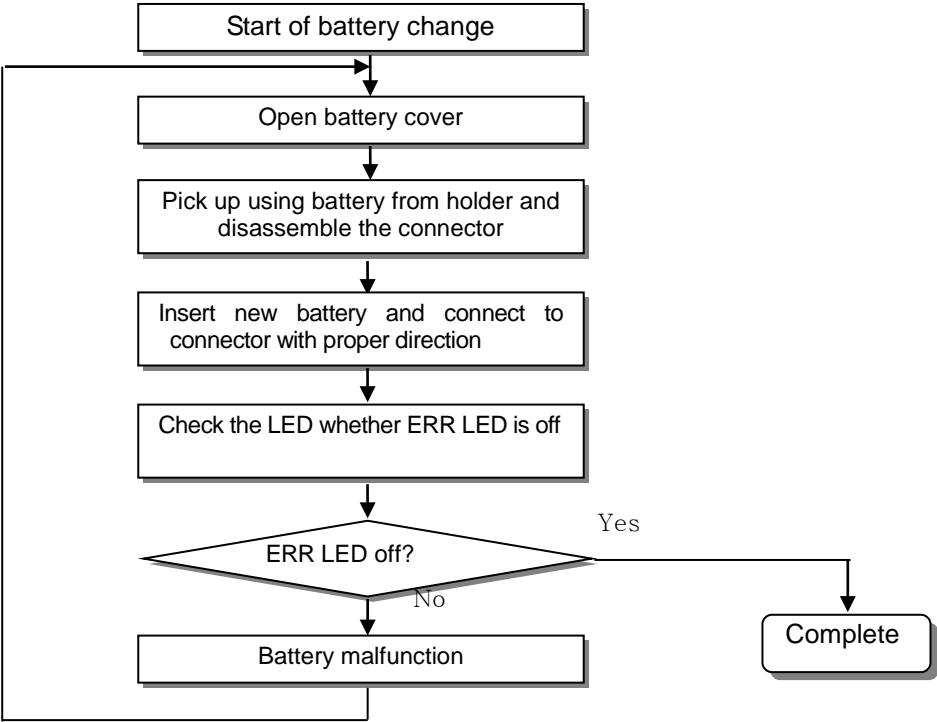 Start of battery change
Open battery cover
Pick up using battery from holder and
disassemble the connector
Insert new battery and connect to
connector with proper direction
Check the LED whether ERR LED is off
Yes
ERR LED off?
No
Complete
Battery malfunction